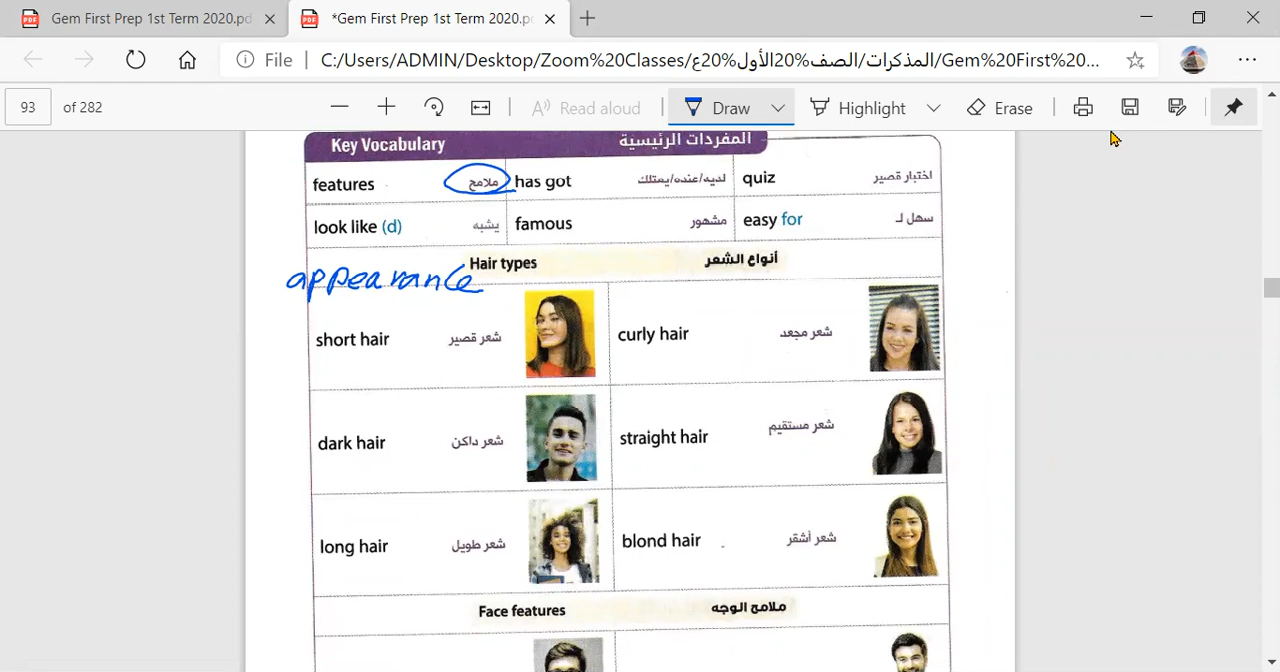 Gem First Prep 1st Term 2020.pd
*Gem First Prep 1st Term 2020.p
File C:/Users/ADMIN/Desktop/Zoom%20Classes/المذكرات/الصف%20الأول%20ع/Gem%20First%20...
93 of 282 Read aloud Draw Highlight Erase
Key Vocabulary المفردات الرئيسية
features ملامح has got لديه/عنده/يمتلك quiz اختبار قصير
look like (d) يشبه famous مشهور easy for سهل لـ
Hair types أنواع الشعر
appearance
short hair شعر قصير curly hair شعر مجعد
dark hair شعر داكن straight hair شعر مستقيم
long hair شعر طويل blond hair شعر أشقر
Face features ملامح الوجه